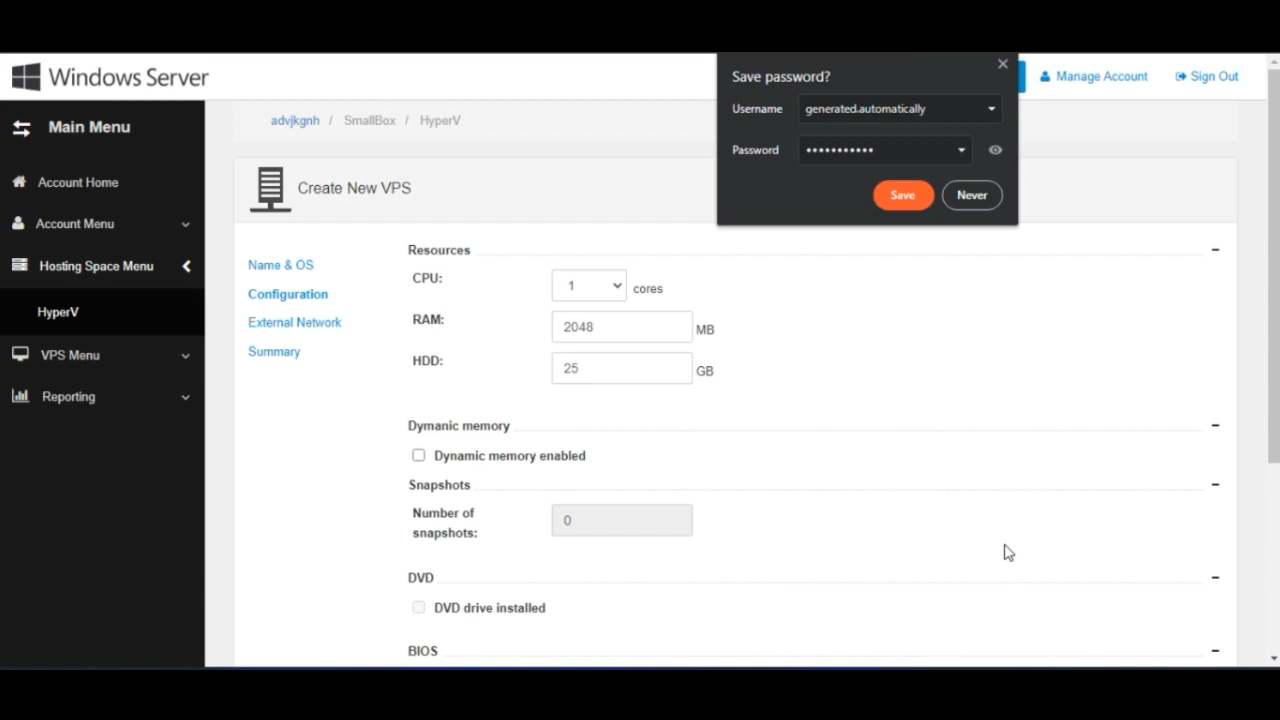 Windows Server
Save password?
Manage Account
Sign Out
Username
generated.automatically
Password
•••••••••••
Save
Never
Main Menu
Account Home
Account Menu
Hosting Space Menu
HyperV
VPS Menu
Reporting
advjkgnh / SmallBox / HyperV
Create New VPS
Name & OS
Configuration
External Network
Summary
Resources
CPU:
1
cores
RAM:
2048
MB
HDD:
25
GB
Dymanic memory
Dynamic memory enabled
Snapshots
Number of
snapshots:
0
DVD
DVD drive installed
BIOS